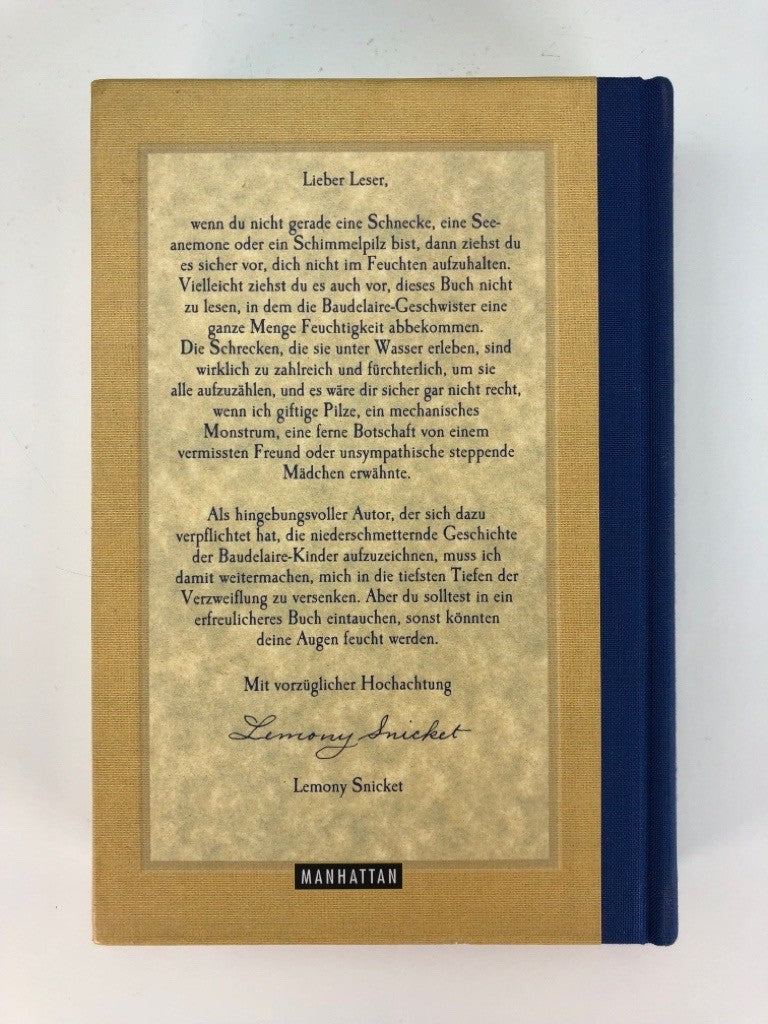 Lieber Leser,
wenn du nicht gerade eine Schnecke, eine See-
anemone oder ein Schimmelpilz bist, dann ziehst du
es sicher vor, dich nicht im Feuchten aufzuhalten.
Vielleicht ziehst du es auch vor, dieses Buch nicht
zu lesen, in dem die Baudelaire-Geschwister eine
ganze Menge Feuchtigkeit abbekommen.
Die Schrecken, die sie unter Wasser erleben, sind
wirklich zu zahlreich und fürchterlich, um sie
alle aufzuzählen, und es wäre dir sicher gar nicht recht,
wenn ich giftige Pilze, ein mechanisches
Monstrum, eine ferne Botschaft von einem
vermissten Freund oder unsympathische steppende
Mädchen erwähnte.
Als hingebungsvoller Autor, der sich dazu
verpflichtet hat, die niederschmetternde Geschichte
der Baudelaire-Kinder aufzuzeichnen, muss ich
damit weitermachen, mich in die tiefsten Tiefen der
Verzweiflung zu versenken. Aber du solltest in ein
erfreulicheres Buch eintauchen, sonst könnten
deine Augen feucht werden.
Mit vorzüglicher Hochachtung
Lemony Snicket
Lemony Snicket
MANHATTAN